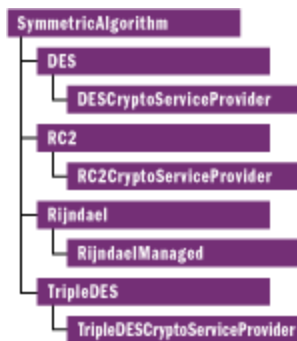 SymmetricAlgorithm
DES
DESCryptoServiceProvider
RC2
RC2CryptoServiceProvider
Rijndael
RijndaelManaged
TripleDES
TripleDESCryptoServiceProvider